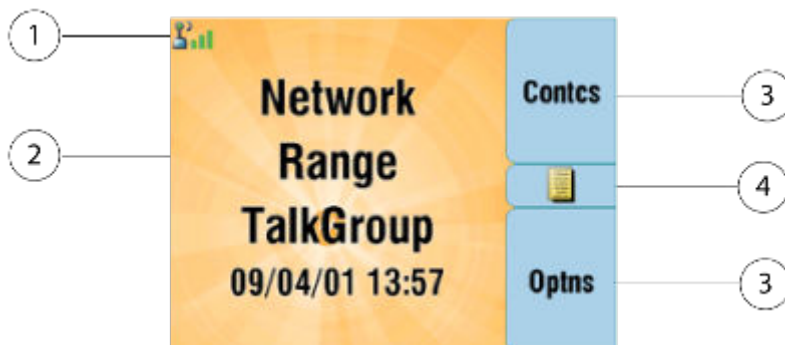 1
2
Network
Range
TalkGroup
09/04/01 13:57
Contcs
3
4
Optns
3